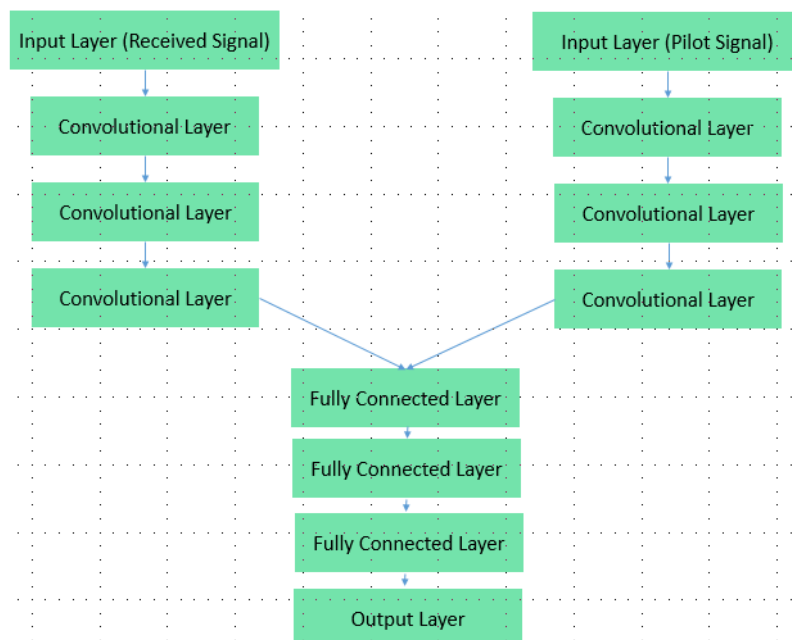 Input Layer (Received Signal)
Input Layer (Pilot Signal)
Convolutional Layer
Convolutional Layer
Convolutional Layer
Convolutional Layer
Convolutional Layer
Convolutional Layer
Fully Connected Layer
Fully Connected Layer
Fully Connected Layer
Output Layer